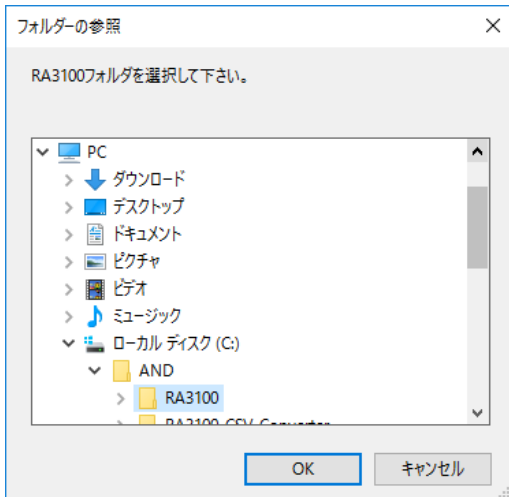 フォルダーの参照
RA3100フォルダを選択して下さい。
PC
ダウンロード
デスクトップ
ドキュメント
ピクチャ
ビデオ
ミュージック
ローカル ディスク (C:)
AND
RA3100
RA3100 CSV Converter
OK
キャンセル